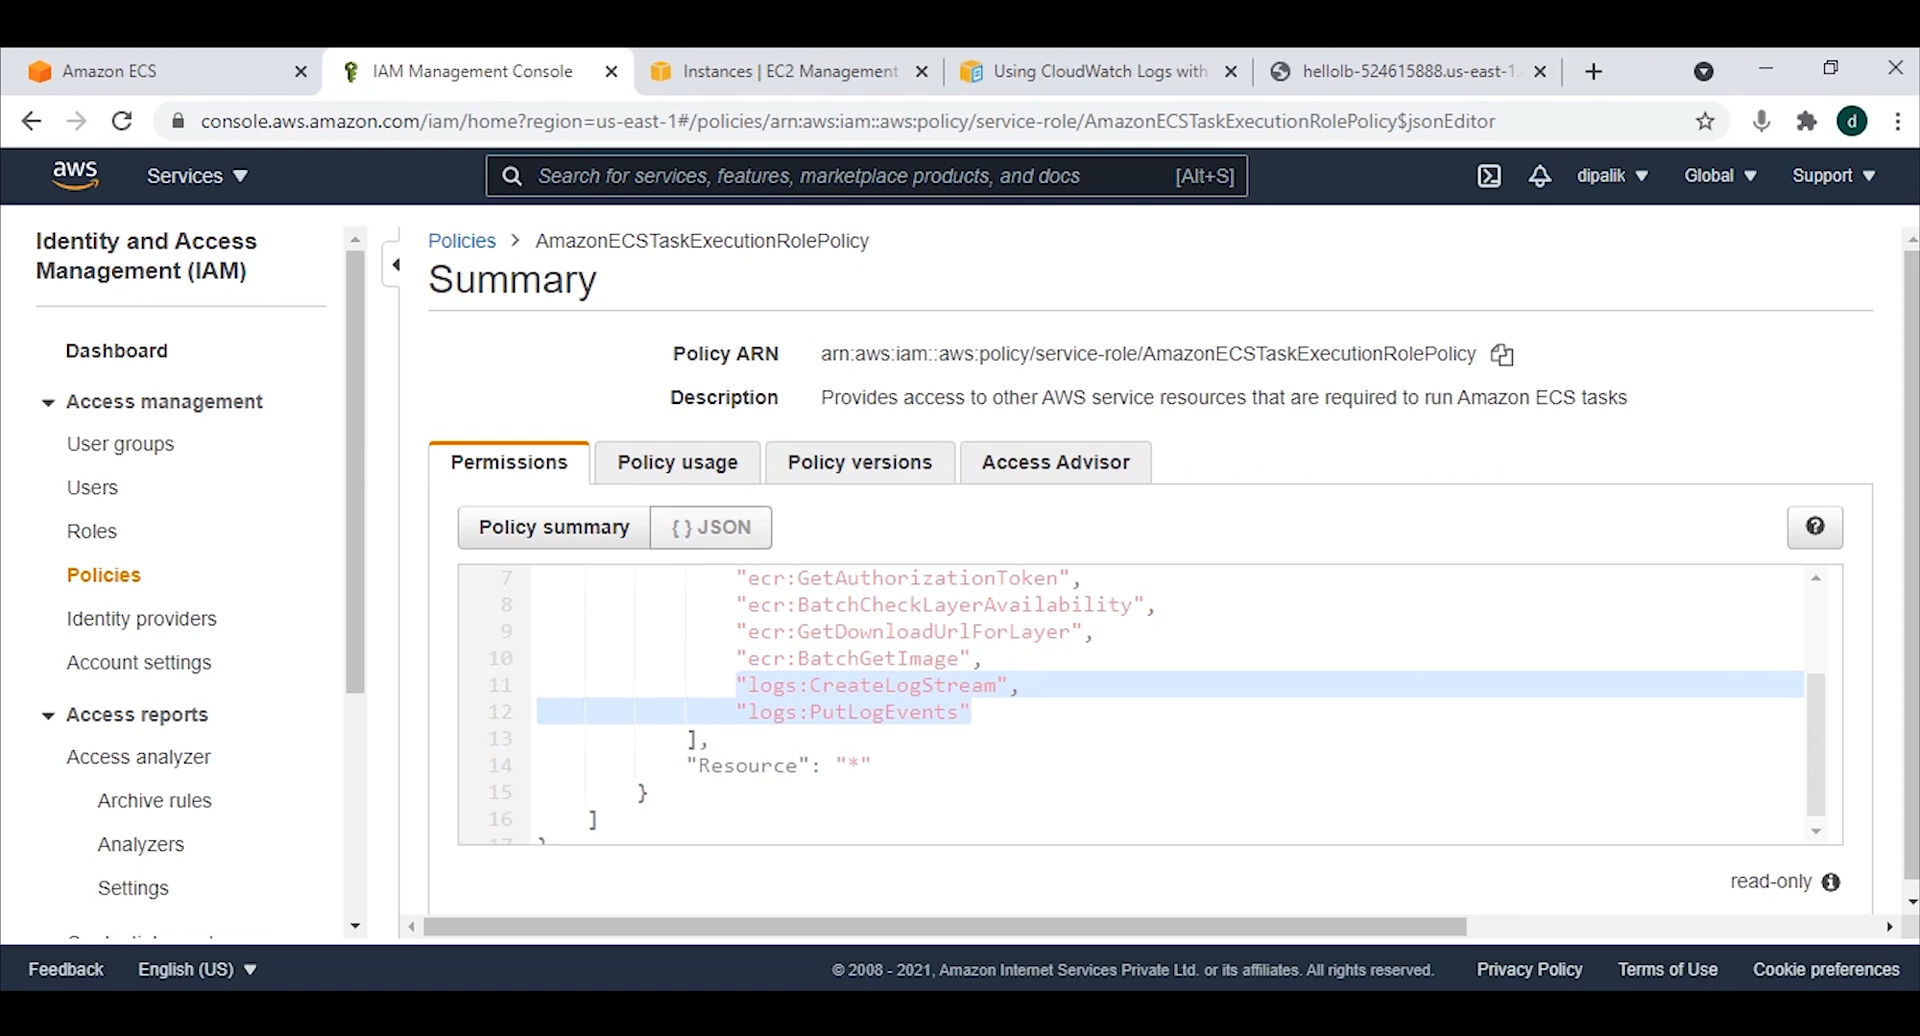 Amazon ECS
IAM Management Console
Instances | EC2 Management
Using CloudWatch Logs with
hellolb-524615888.us-east-1.
console.aws.amazon.com/iam/home?region=us-east-1#/policies/arn:aws:iam::aws:policy/service-role/AmazonECSTaskExecutionRolePolicy$jsonEditor
d
aws
Services
Search for services, features, marketplace products, and docs
[Alt+S]
dipalik
Global
Support
Identity and Access
Management (IAM)
Dashboard
Access management
User groups
Users
Roles
Policies
Identity providers
Account settings
Access reports
Access analyzer
Archive rules
Analyzers
Settings
Policies > AmazonECSTaskExecutionRolePolicy
Summary
Policy ARN arn:aws:iam::aws:policy/service-role/AmazonECSTaskExecutionRolePolicy
Description Provides access to other AWS service resources that are required to run Amazon ECS tasks
Permissions
Policy usage
Policy versions
Access Advisor
Policy summary
{ } JSON
7 "ecr:GetAuthorizationToken",
8 "ecr:BatchCheckLayerAvailability",
9 "ecr:GetDownloadUrlForLayer",
10 "ecr:BatchGetImage",
11 "logs:CreateLogStream",
12 "logs:PutLogEvents"
13 ],
14 "Resource": "*"
15 }
16 ]
17 }
read-only
Feedback
English (US)
© 2008 - 2021, Amazon Internet Services Private Ltd. or its affiliates. All rights reserved.
Privacy Policy
Terms of Use
Cookie preferences